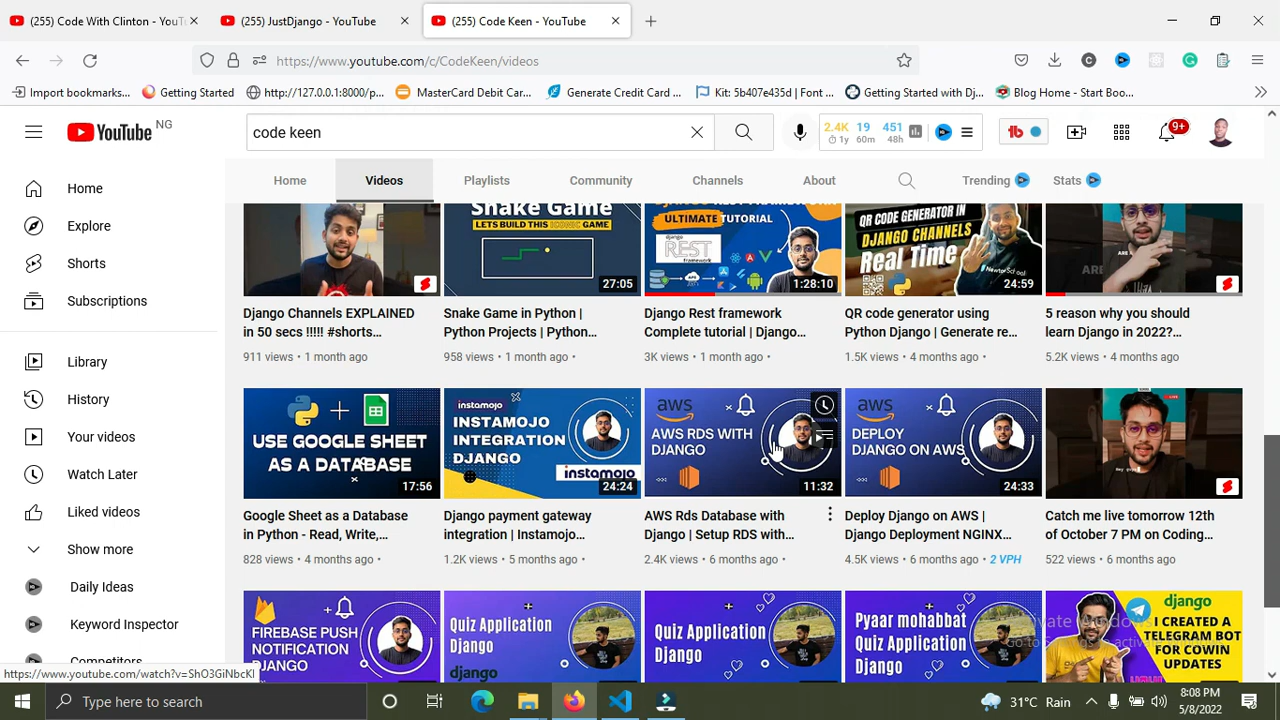 (255) Code With Clinton - YouT
(255) JustDjango - YouTube
(255) Code Keen - YouTube
https://www.youtube.com/c/CodeKeen/videos
Import bookmarks...
Getting Started
http://127.0.0.1:8000/p...
MasterCard Debit Car...
Generate Credit Card ...
Kit: 5b407e435d | Font ...
Getting Started with Dj...
Blog Home - Start Boo...
YouTube NG
code keen
2.4K 19 451
1y 60m 48h
9+
Home
Videos
Playlists
Community
Channels
About
Trending
Stats
Home
Explore
Shorts
Subscriptions
Library
History
Your videos
Watch Later
Liked videos
Show more
Daily Ideas
Keyword Inspector
Competitors
Snake Game
LETS BUILD THIS ICONIC GAME
27:05
ULTIMATE TUTORIAL
django
REST
framework
1:28:10
QR CODE GENERATOR IN
DJANGO CHANNELS
Real Time
Newton School
24:59
Django Channels EXPLAINED
in 50 secs !!!!! #shorts...
911 views • 1 month ago •
Snake Game in Python |
Python Projects | Python...
958 views • 1 month ago •
Django Rest framework
Complete tutorial | Django...
3K views • 1 month ago •
QR code generator using
Python Django | Generate re...
1.5K views • 4 months ago •
5 reason why you should
learn Django in 2022?...
5.2K views • 4 months ago •
USE GOOGLE SHEET
AS A DATABASE
17:56
instamojo
INSTAMOJO
INTEGRATION
DJANGO
instamojo
24:24
aws
AWS RDS WITH
DJANGO
11:32
aws
DEPLOY
DJANGO ON AWS
24:33
Google Sheet as a Database
in Python - Read, Write,...
828 views • 4 months ago •
Django payment gateway
integration | Instamojo...
1.2K views • 5 months ago •
AWS Rds Database with
Django | Setup RDS with...
2.4K views • 6 months ago •
Deploy Django on AWS |
Django Deployment NGINX...
4.5K views • 6 months ago • 2 VPH
Catch me live tomorrow 12th
of October 7 PM on Coding...
522 views • 6 months ago •
FIREBASE PUSH
NOTIFICATION
DJANGO
Quiz Application
Django
django
Quiz Application
Django
Pyaar mohabbat
Quiz Application
Django
django
I CREATED A
TELEGRAM BOT
FOR COWIN
UPDATES
https://www.youtube.com/watch?v=ShO3GiNbcKI
Type here to search
31°C Rain
8:08 PM
5/8/2022